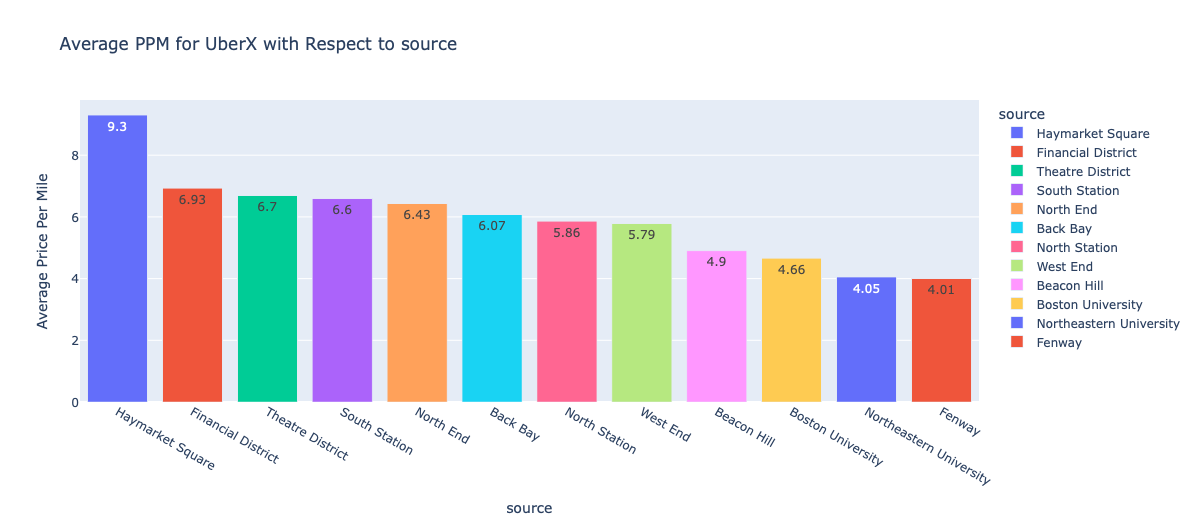 Average PPM for UberX with Respect to source
Average Price Per Mile
8
6
4
2
0
9.3
6.93
6.7
6.6
6.43
6.07
5.86
5.79
4.9
4.66
4.05
4.01
Haymarket Square
Financial District
Theatre District
South Station
North End
Back Bay
North Station
West End
Beacon Hill
Boston University
Northeastern University
Fenway
source
source
Haymarket Square
Financial District
Theatre District
South Station
North End
Back Bay
North Station
West End
Beacon Hill
Boston University
Northeastern University
Fenway